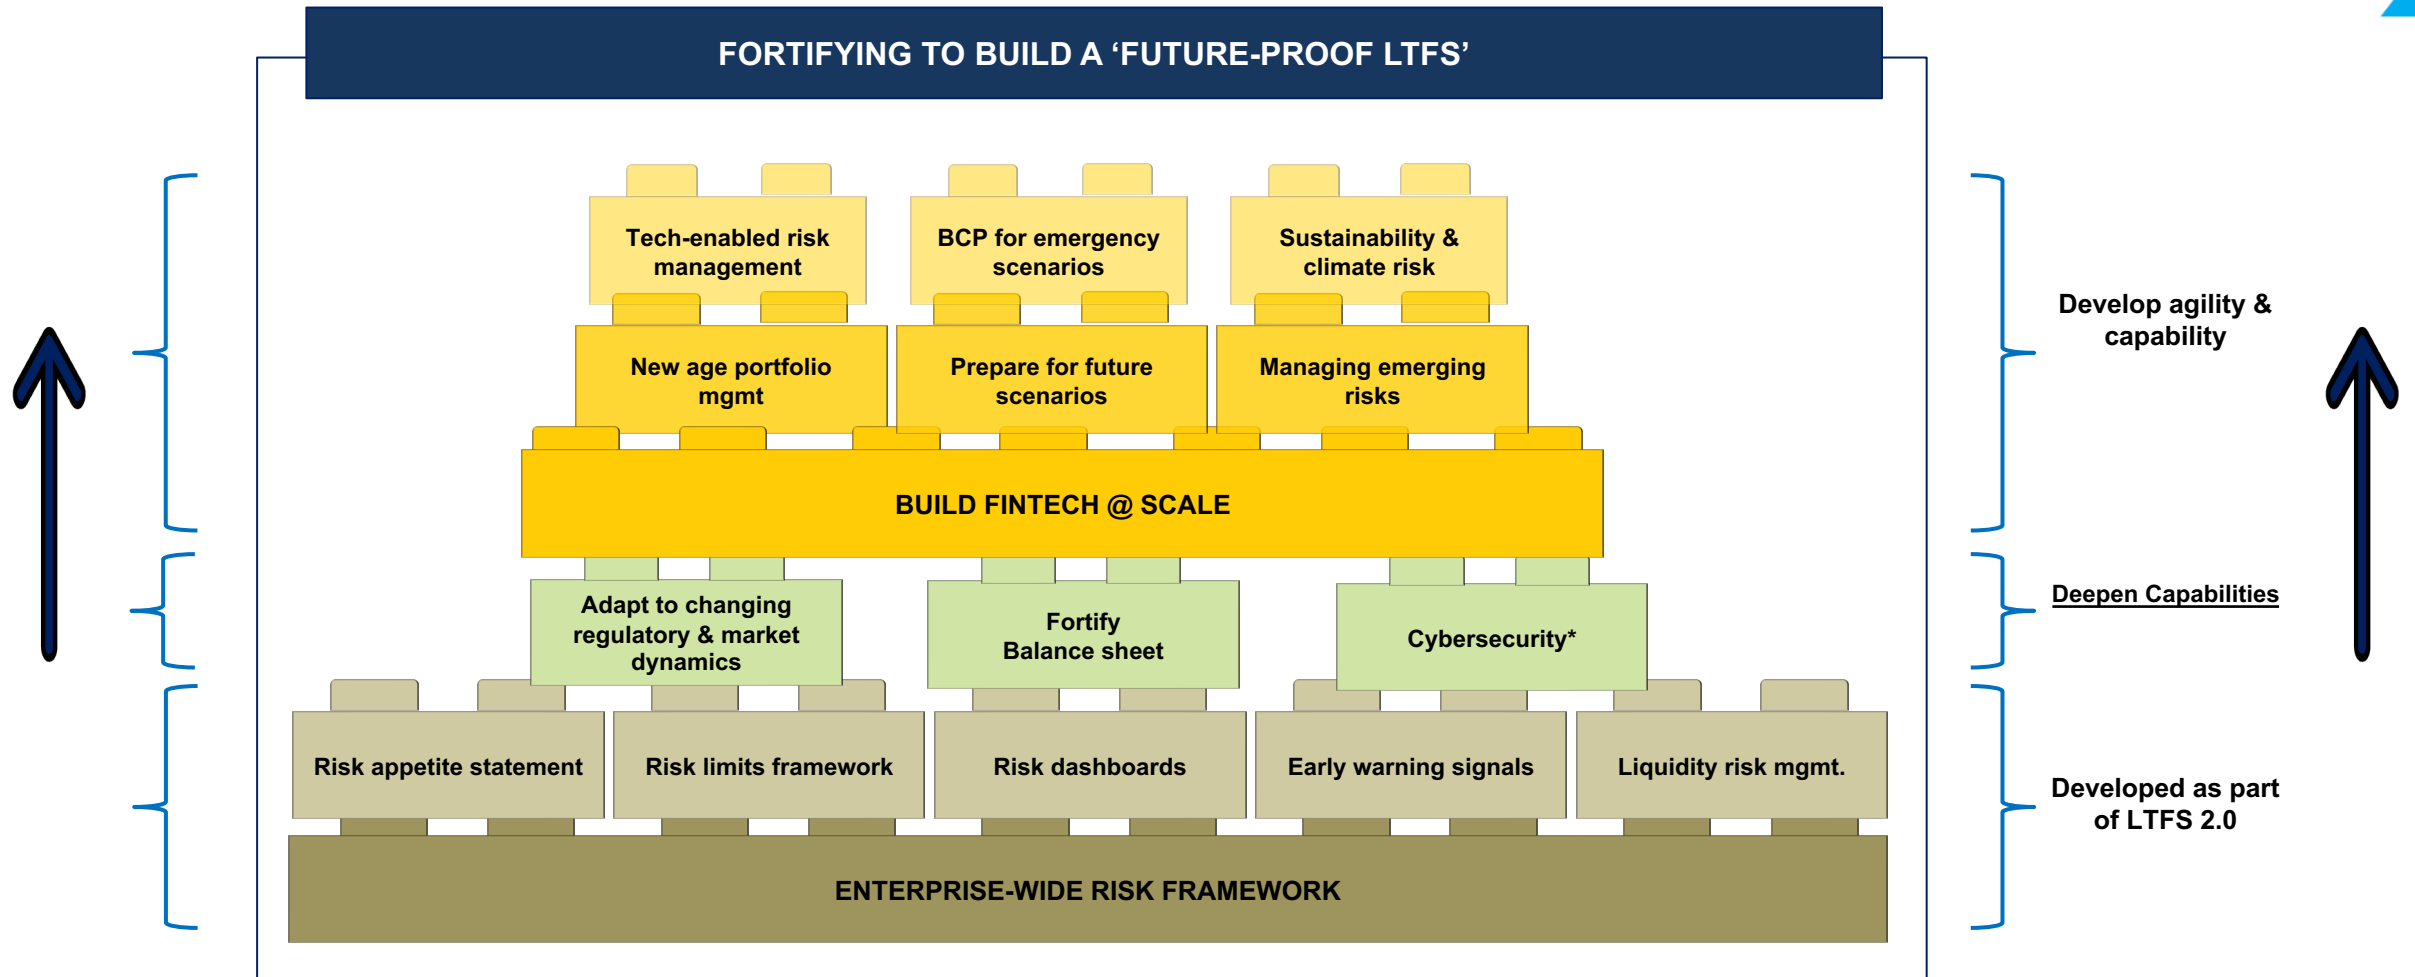 FORTIFYING TO BUILD A ‘FUTURE-PROOF LTFS’
Tech-enabled risk
management
BCP for emergency
scenarios
Sustainability &
climate risk
New age portfolio
mgmt
Prepare for future
scenarios
Managing emerging
risks
BUILD FINTECH @ SCALE
Develop agility &
capability
Adapt to changing
regulatory & market
dynamics
Fortify
Balance sheet
Cybersecurity*
Deepen Capabilities
Risk appetite statement
Risk limits framework
Risk dashboards
Early warning signals
Liquidity risk mgmt.
ENTERPRISE-WIDE RISK FRAMEWORK
Developed as part
of LTFS 2.0